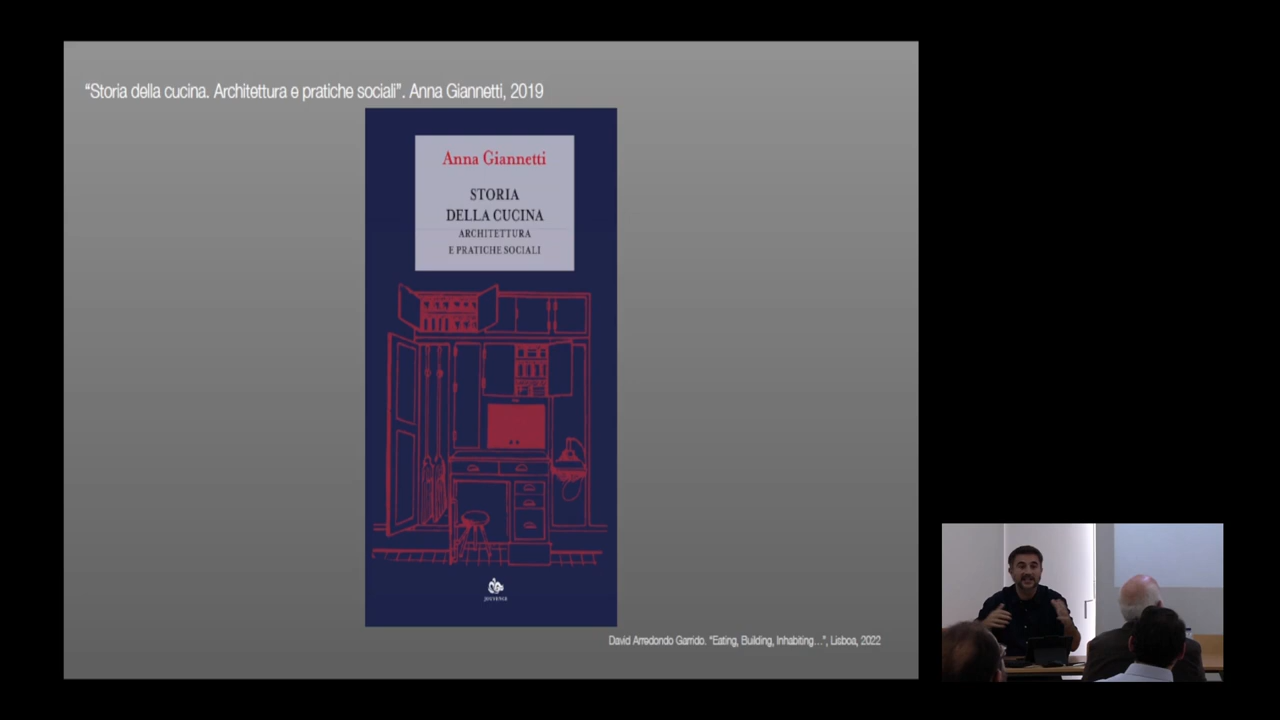 “Storia della cucina. Architettura e pratiche sociali”. Anna Giannetti, 2019
Anna Giannetti
STORIA
DELLA CUCINA
ARCHITETTURA
E PRATICHE SOCIALI
JOUVENCE
David Arredondo Garrido. “Eating, Building, Inhabiting...”, Lisboa, 2022